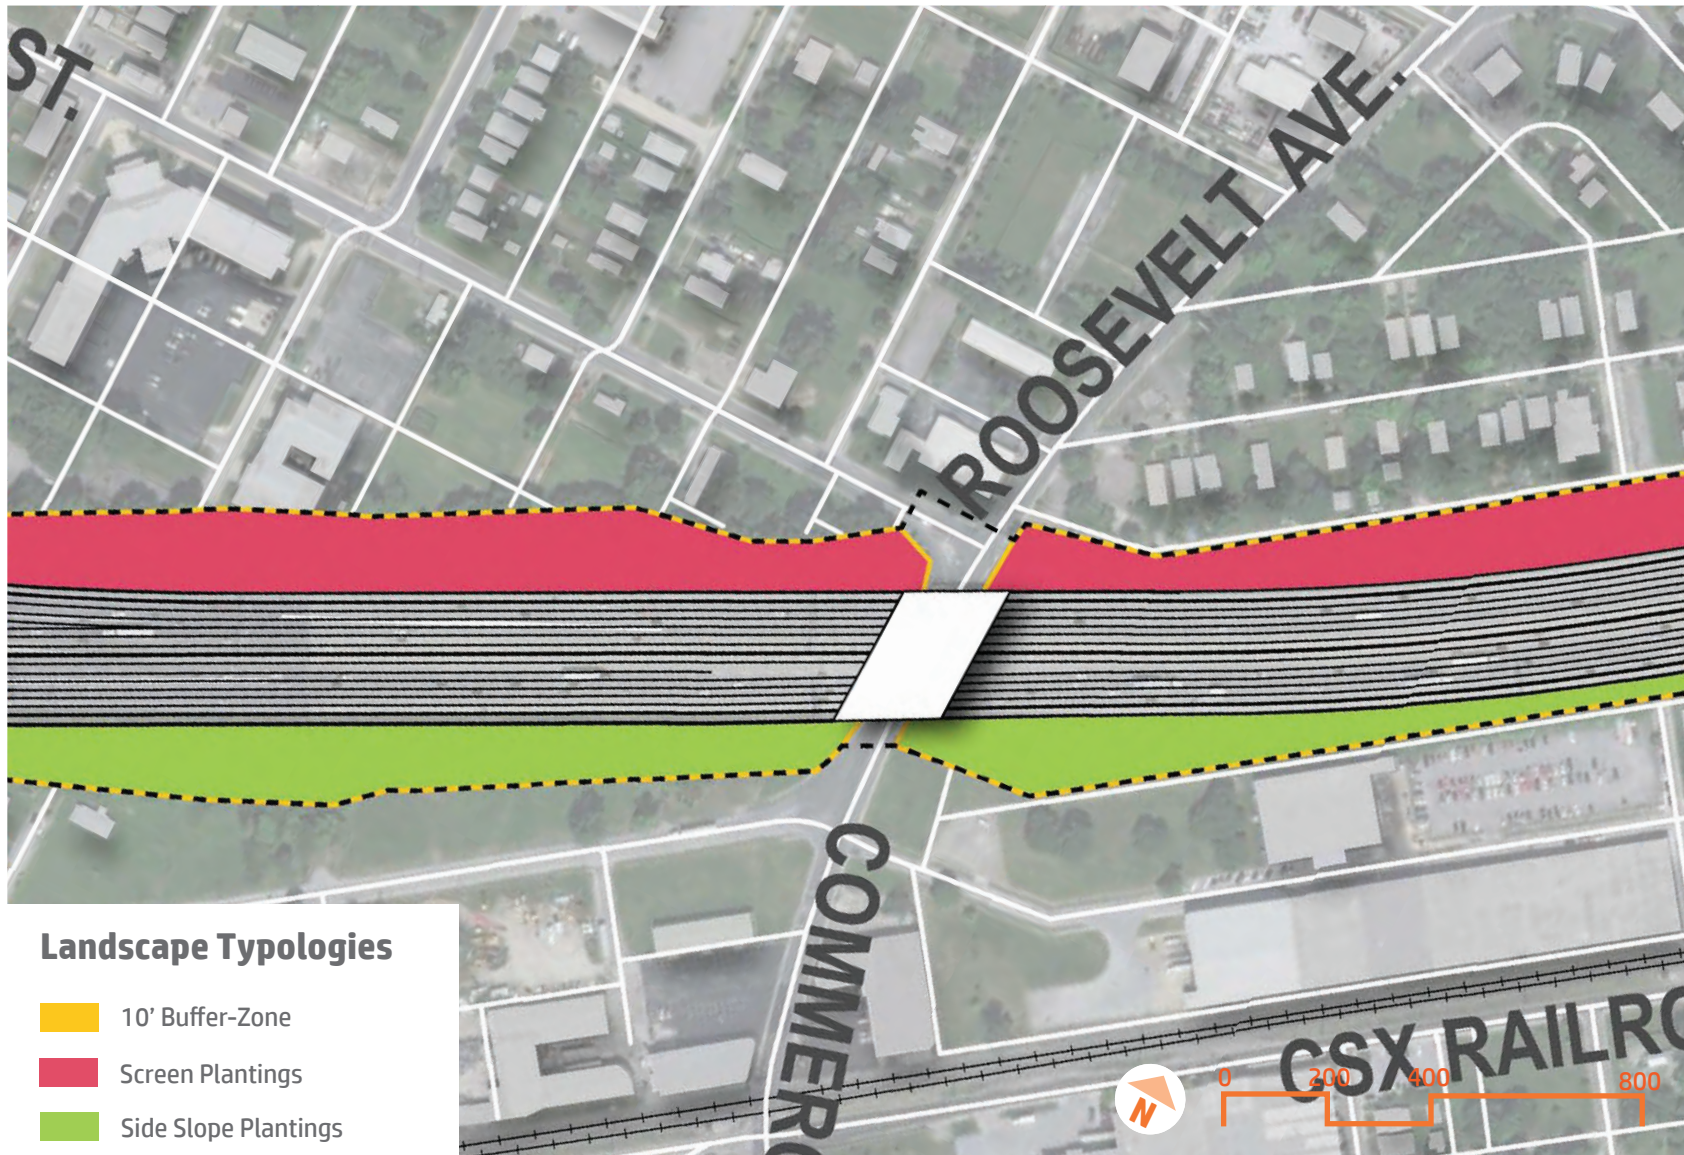 ST.
ROOSEVELT AVE.
COMMERC
CSX RAILRO
Landscape Typologies
10’ Buffer-Zone
Screen Plantings
Side Slope Plantings
N
0 200 400 800